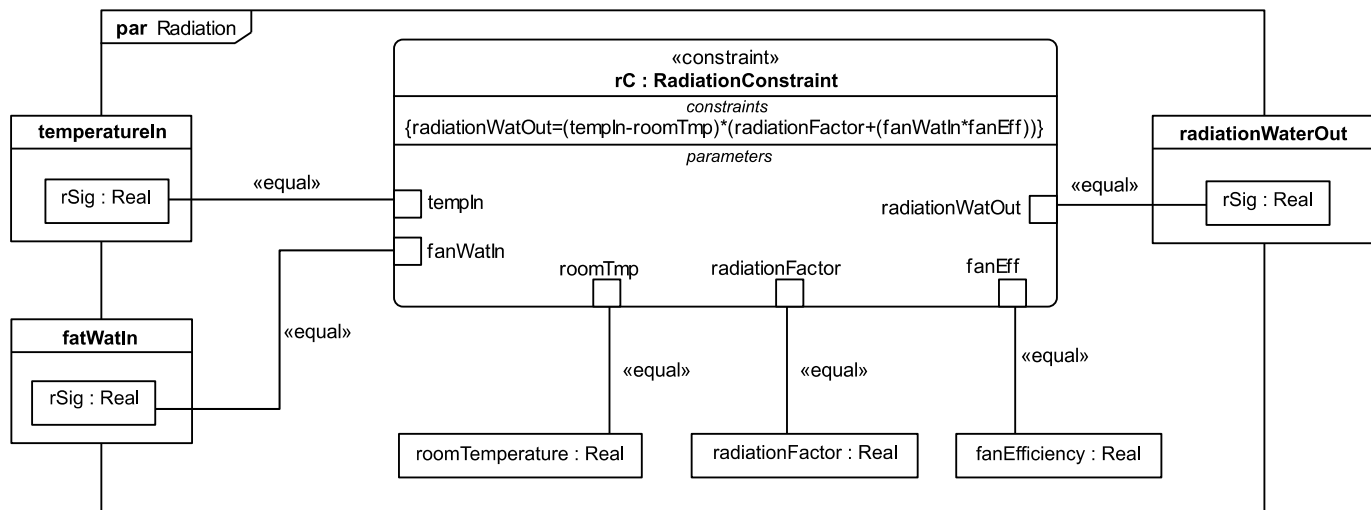 par Radiation
«constraint»
rC : RadiationConstraint
constraints
{radiationWatOut=(tempIn-roomTmp)*(radiationFactor+(fanWatIn*fanEff))}
parameters
temperatureIn
rSig : Real
«equal»
tempIn
radiationWatOut
«equal»
radiationWaterOut
rSig : Real
fanWatIn
roomTmp
radiationFactor
fanEff
fatWatIn
rSig : Real
«equal»
«equal»
«equal»
«equal»
roomTemperature : Real
radiationFactor : Real
fanEfficiency : Real